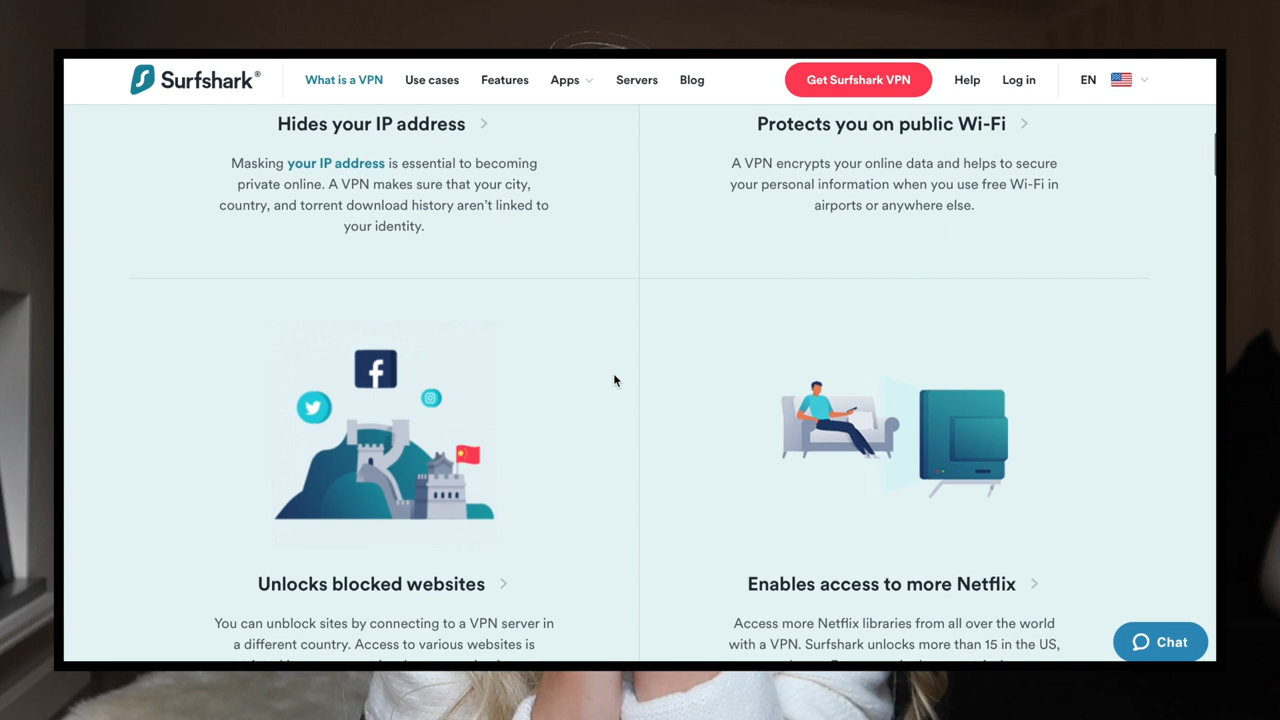 Surfshark®
What is a VPN
Use cases
Features
Apps
Servers
Blog
Get Surfshark VPN
Help
Log in
EN
Hides your IP address
Masking your IP address is essential to becoming
private online. A VPN makes sure that your city,
country, and torrent download history aren't linked to
your identity.
Protects you on public Wi-Fi
A VPN encrypts your online data and helps to secure
your personal information when you use free Wi-Fi in
airports or anywhere else.
Unlocks blocked websites
You can unblock sites by connecting to a VPN server in
a different country. Access to various websites is
Enables access to more Netflix
Access more Netflix libraries from all over the world
with a VPN. Surfshark unlocks more than 15 in the US,
Chat